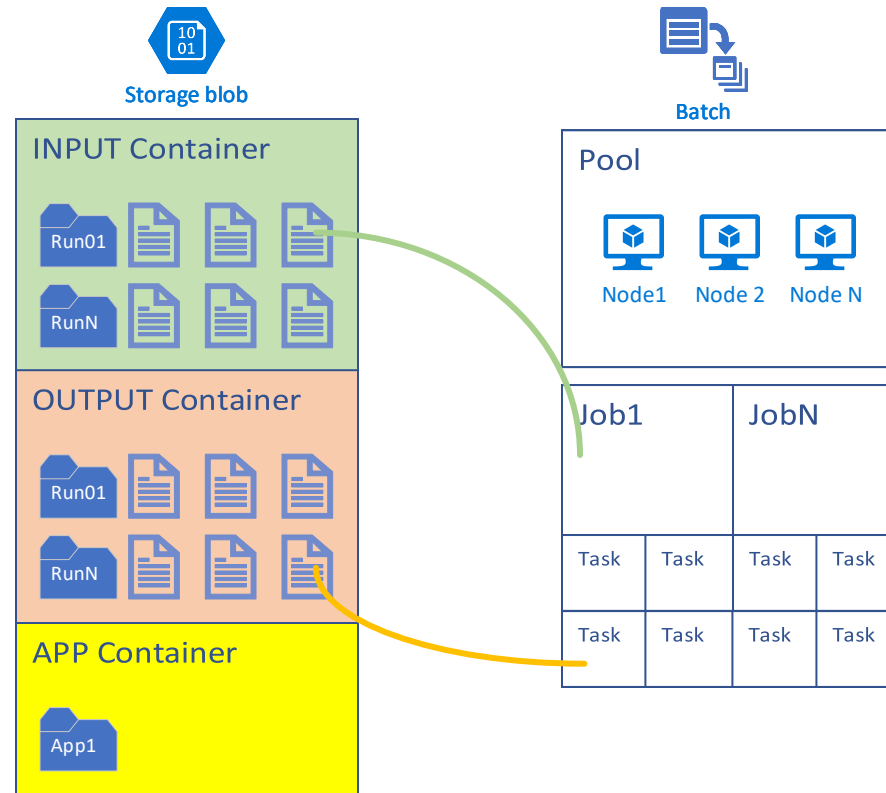 10
01
Storage blob
INPUT Container
Run01
RunN
OUTPUT Container
Run01
RunN
APP Container
App1
Batch
Pool
Node1 Node 2 Node N
Job1 JobN
Task Task Task Task
Task Task Task Task